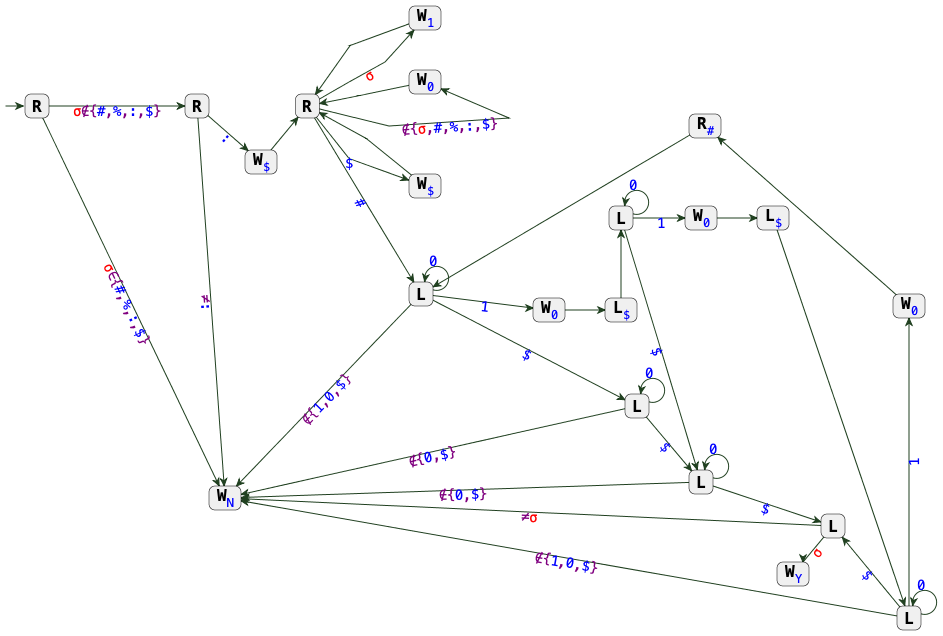 W1
σ
W0
R
σ∉{#,%,:,$}
R
R
∉{σ,#,%,:,$}
:
W$
$
W$
R#
#
0
L
1
W0
L$
σ∈{#,%,:,$}
≠:
0
L
1
W0
L$
W0
$
$
0
L
∉{1,0,$}
∉{0,$}
$
0
L
1
WN
∉{0,$}
$
≠σ
L
σ
WY
∉{1,0,$}
$
0
L